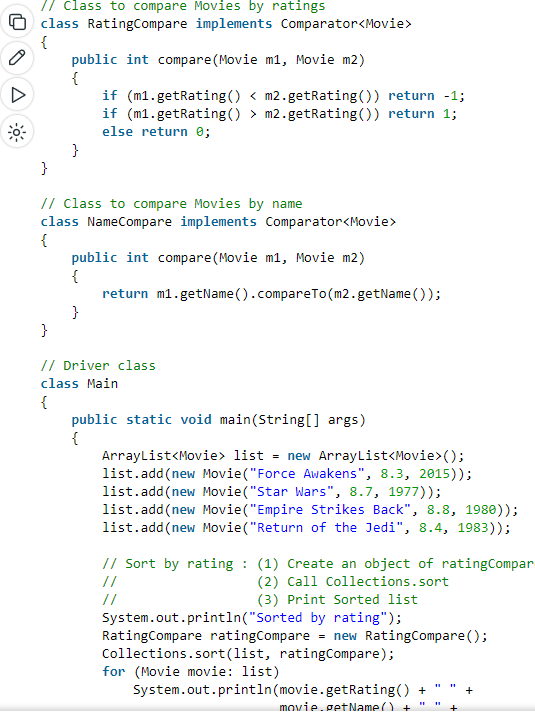 // Class to compare Movies by ratings
class RatingCompare implements Comparator<Movie>
{
    public int compare(Movie m1, Movie m2)
    {
        if (m1.getRating() < m2.getRating()) return -1;
        if (m1.getRating() > m2.getRating()) return 1;
        else return 0;
    }
}

// Class to compare Movies by name
class NameCompare implements Comparator<Movie>
{
    public int compare(Movie m1, Movie m2)
    {
        return m1.getName().compareTo(m2.getName());
    }
}

// Driver class
class Main
{
    public static void main(String[] args)
    {
        ArrayList<Movie> list = new ArrayList<Movie>();
        list.add(new Movie("Force Awakens", 8.3, 2015));
        list.add(new Movie("Star Wars", 8.7, 1977));
        list.add(new Movie("Empire Strikes Back", 8.8, 1980));
        list.add(new Movie("Return of the Jedi", 8.4, 1983));

        // Sort by rating : (1) Create an object of ratingCompar
        //                  (2) Call Collections.sort
        //                  (3) Print Sorted list
        System.out.println("Sorted by rating");
        RatingCompare ratingCompare = new RatingCompare();
        Collections.sort(list, ratingCompare);
        for (Movie movie: list)
            System.out.println(movie.getRating() + " " +
                               movie.getName() + " " +